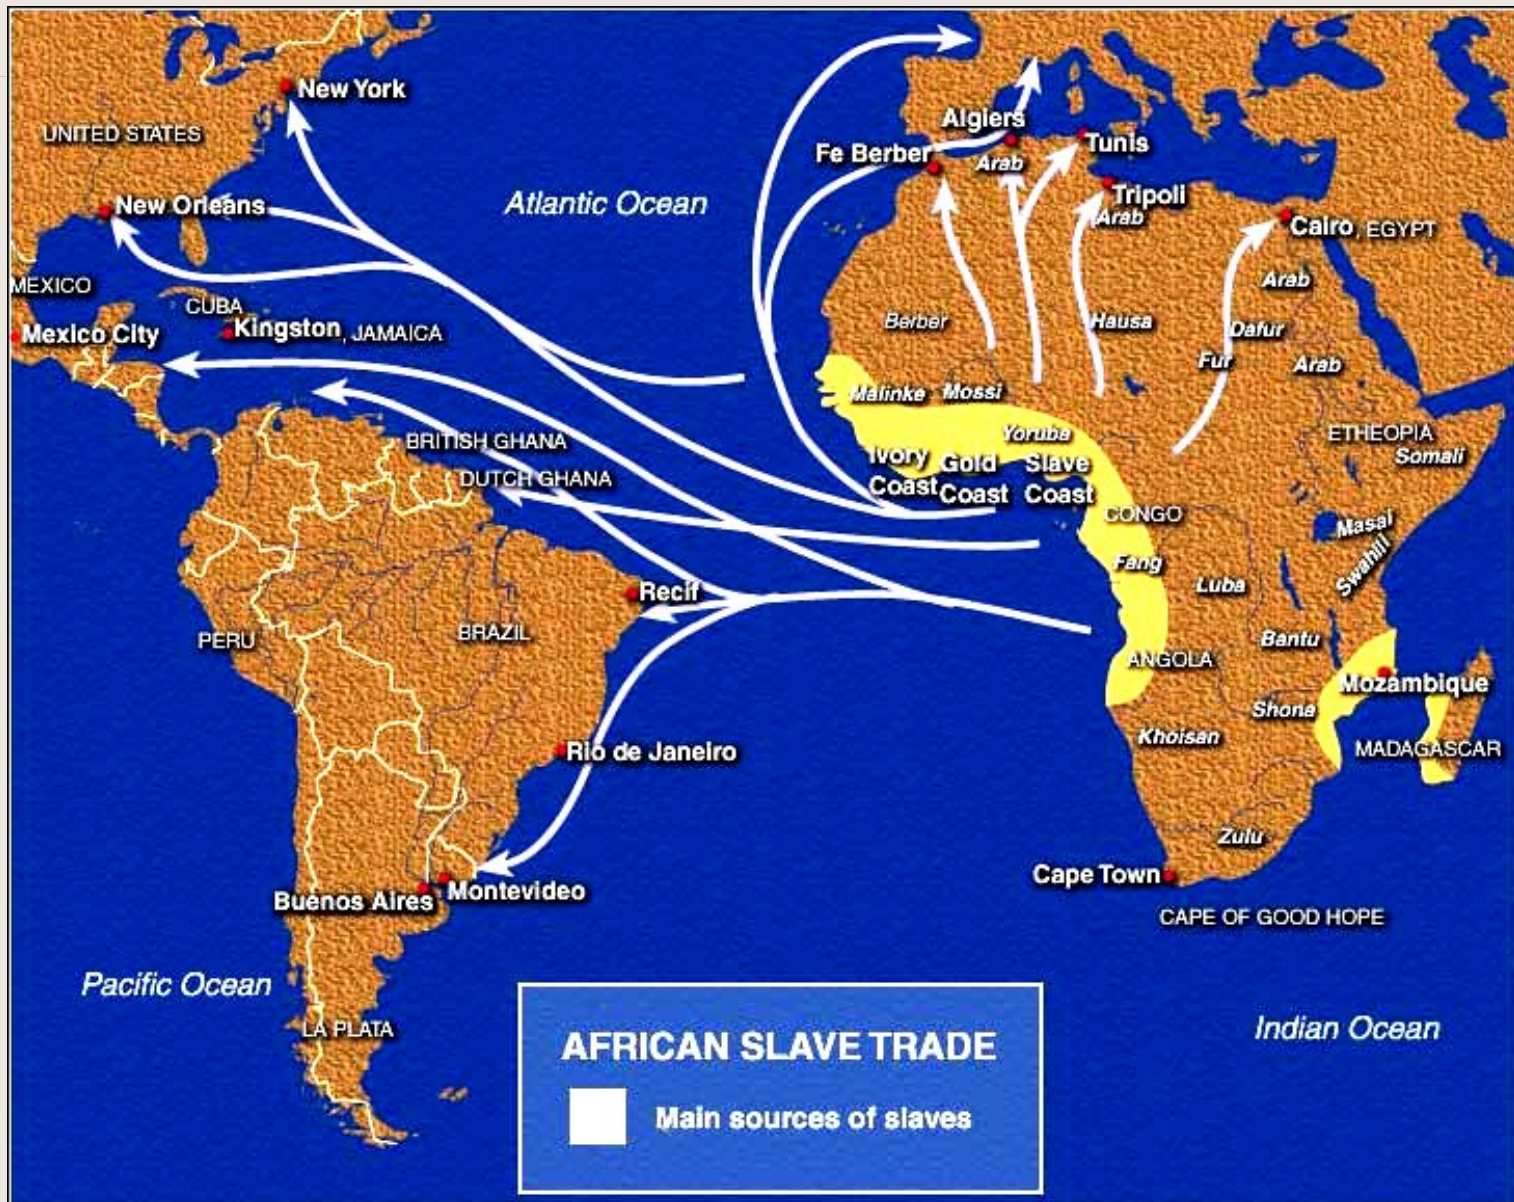 New York
UNITED STATES
New Orleans
MEXICO
CUBA
Mexico City
Kingston, JAMAICA
Atlantic Ocean
Algiers
Fe Berber
Arab
Tunis
Tripoli
Arab
Cairo, EGYPT
Arab
Berber
Hausa
Dafur
Fur
Arab
Malinke
Mossi
Yoruba
ETHEOPIA
Somali
Ivory
Coast
Gold
Coast
Slave
Coast
CONGO
Masai
Swahili
Fang
Luba
Bantu
ANGOLA
Mozambique
Shona
Khoisan
MADAGASCAR
Zulu
Cape Town
CAPE OF GOOD HOPE
BRITISH GHANA
DUTCH GHANA
Recif
PERU
BRAZIL
Rio de Janeiro
Montevideo
Buenos Aires
Pacific Ocean
LA PLATA
Indian Ocean
AFRICAN SLAVE TRADE
Main sources of slaves